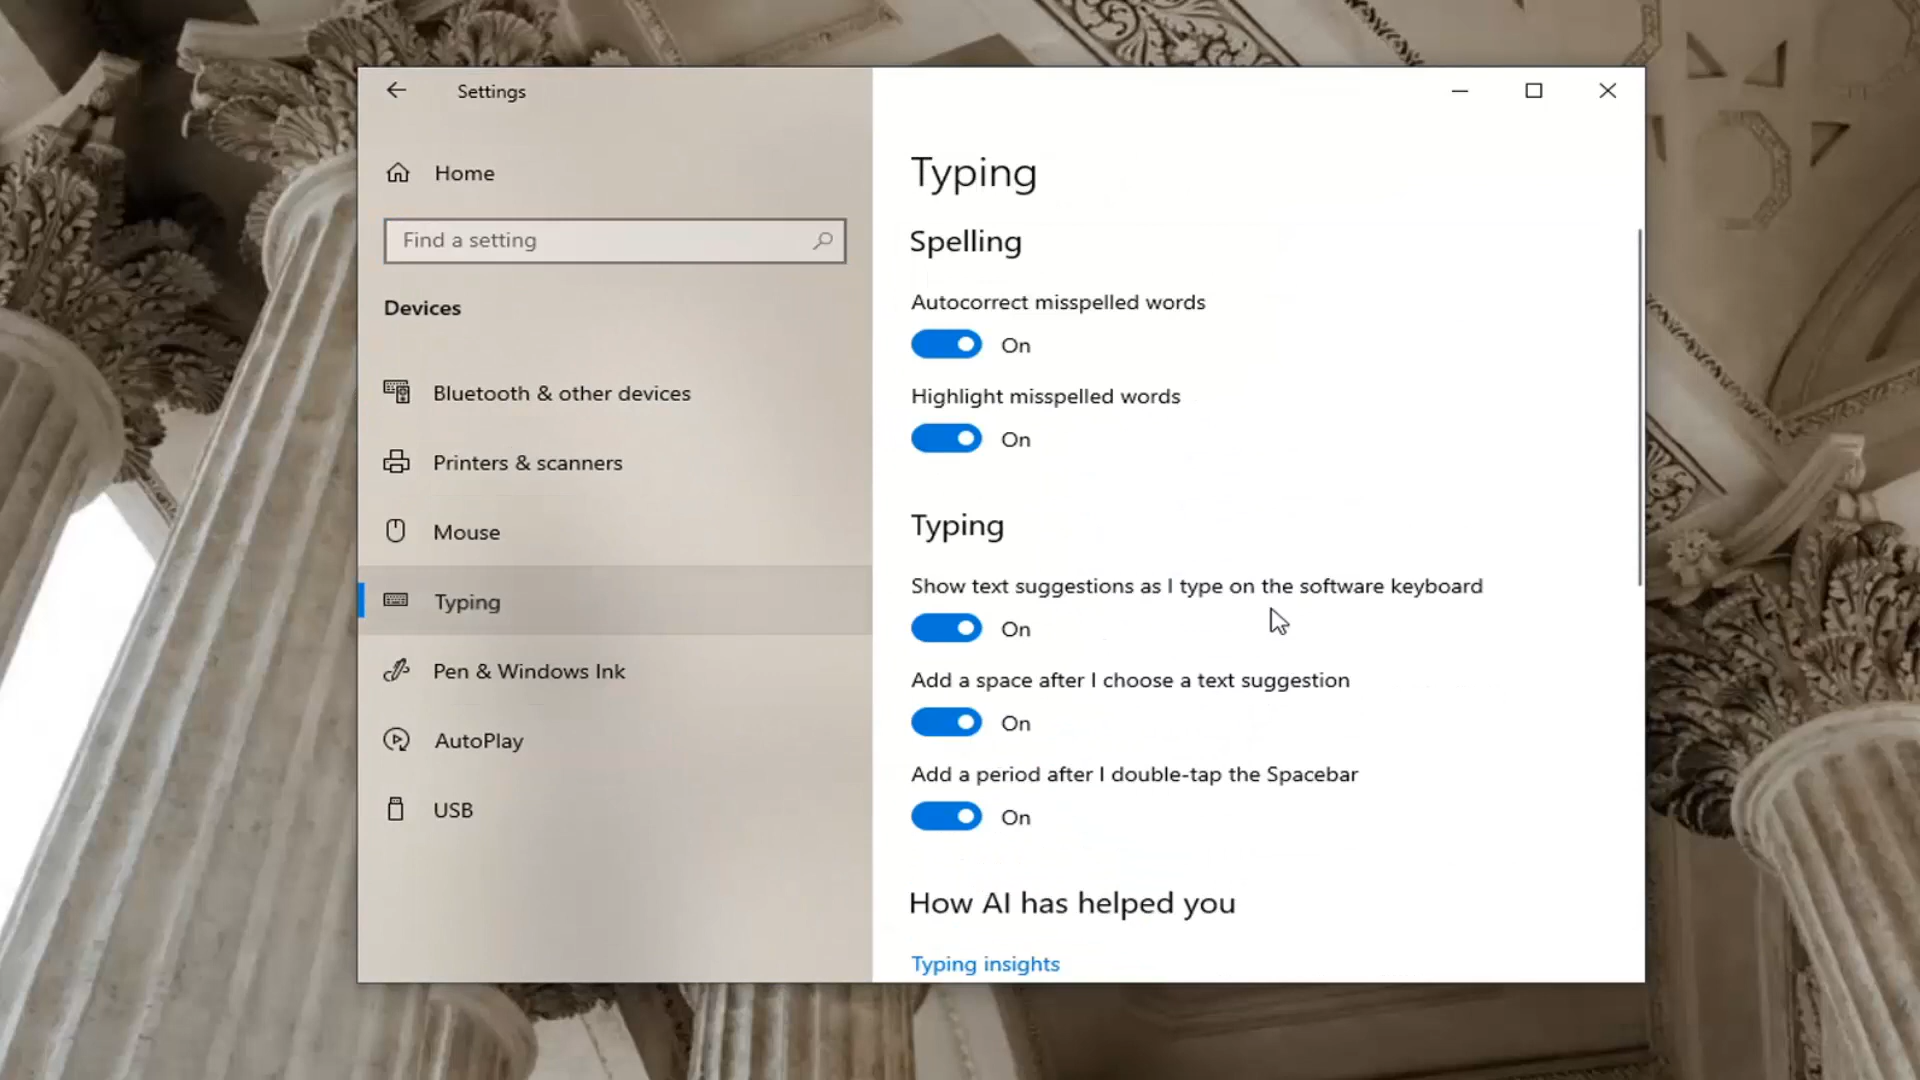 Settings
Home
Find a setting
Devices
Bluetooth & other devices
Printers & scanners
Mouse
Typing
Pen & Windows Ink
AutoPlay
USB
Typing
Spelling
Autocorrect misspelled words
On
Highlight misspelled words
On
Typing
Show text suggestions as I type on the software keyboard
On
Add a space after I choose a text suggestion
On
Add a period after I double-tap the Spacebar
On
How AI has helped you
Typing insights